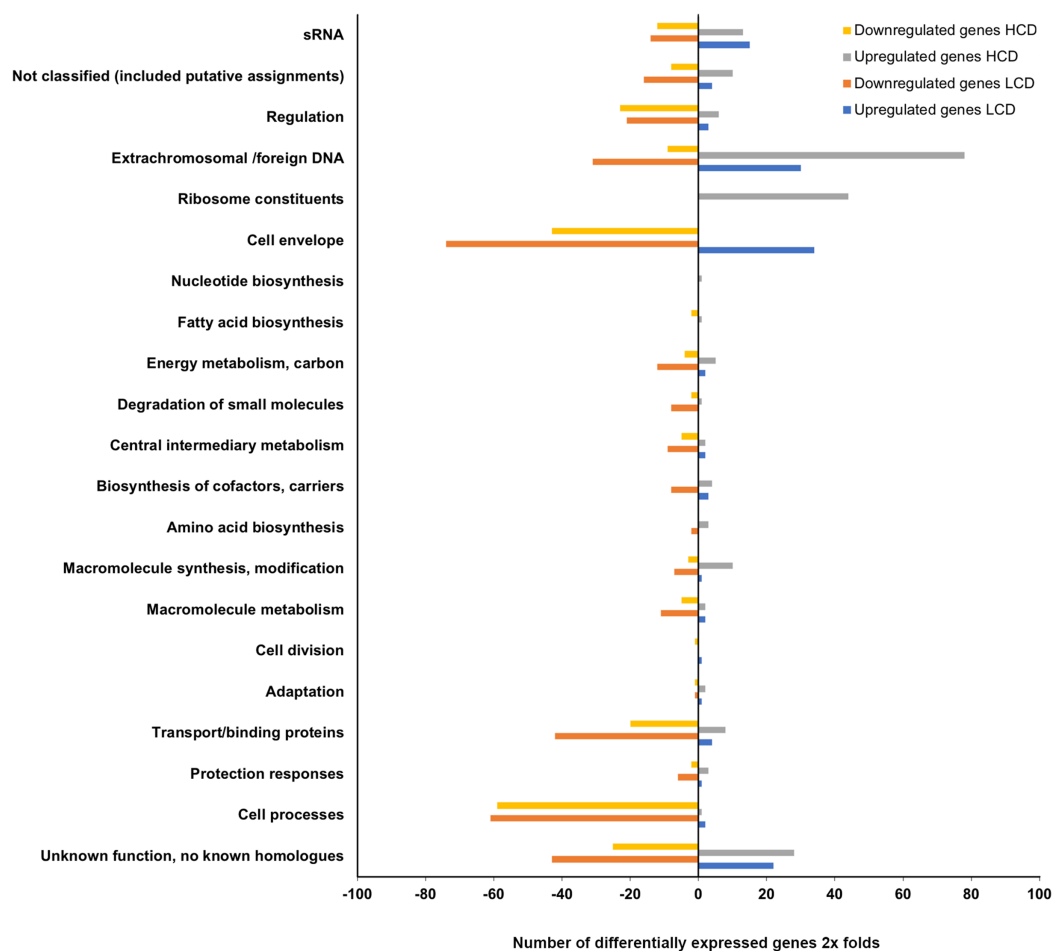 sRNA
Not classified (included putative assignments)
Regulation
Extrachromosomal /foreign DNA
Ribosome constituents
Cell envelope
Nucleotide biosynthesis
Fatty acid biosynthesis
Energy metabolism, carbon
Degradation of small molecules
Central intermediary metabolism
Biosynthesis of cofactors, carriers
Amino acid biosynthesis
Macromolecule synthesis, modification
Macromolecule metabolism
Cell division
Adaptation
Transport/binding proteins
Protection responses
Cell processes
Unknown function, no known homologues
Downregulated genes HCD
Upregulated genes HCD
Downregulated genes LCD
Upregulated genes LCD
-100 -80 -60 -40 -20 0 20 40 60 80 100
Number of differentially expressed genes 2x folds